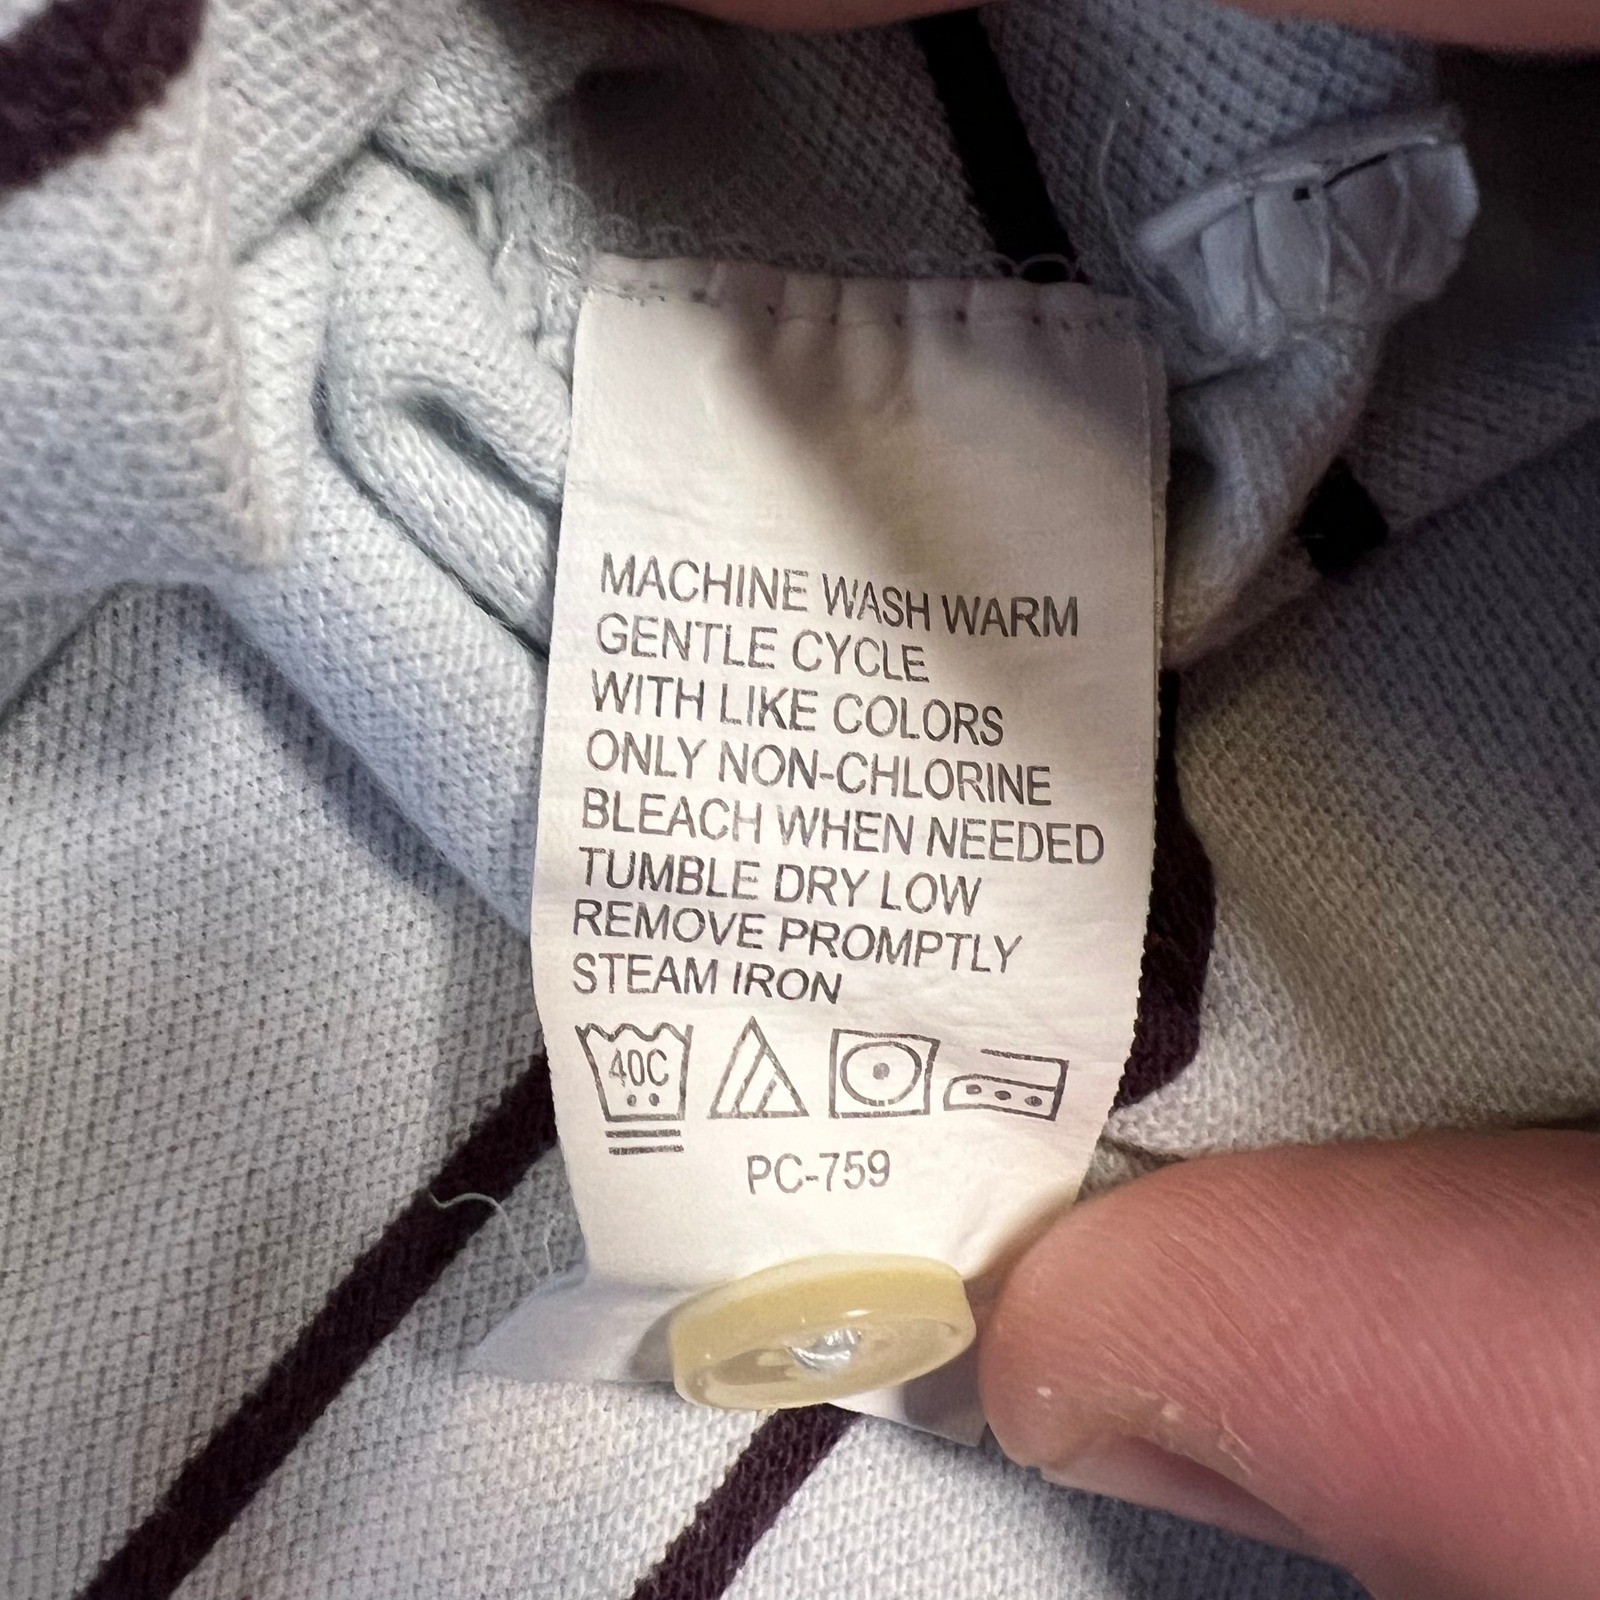 MACHINE WASH WARM
GENTLE CYCLE
WITH LIKE COLORS
ONLY NON-CHLORINE
BLEACH WHEN NEEDED
TUMBLE DRY LOW
REMOVE PROMPTLY
STEAM IRON
40C
PC-759